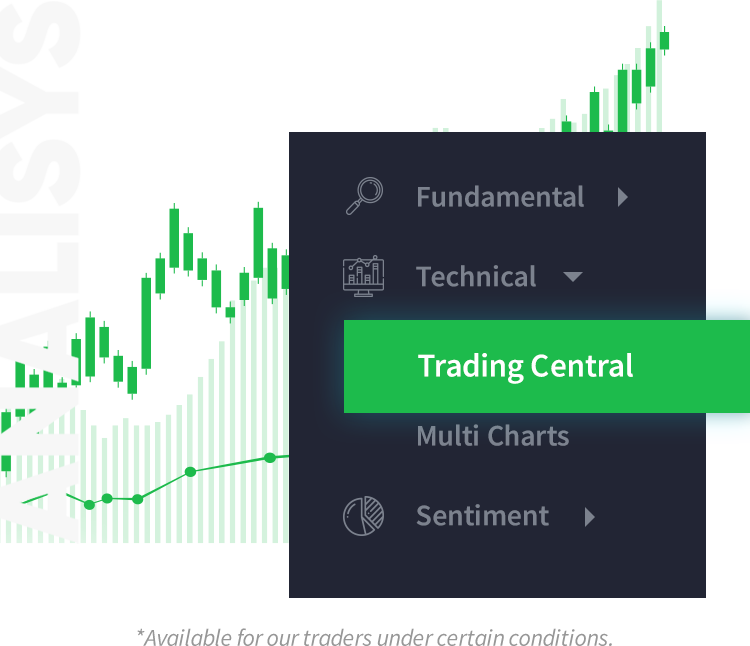 ANALISYS
Fundamental
Technical
Trading Central
Multi Charts
Sentiment
*Available for our traders under certain conditions.